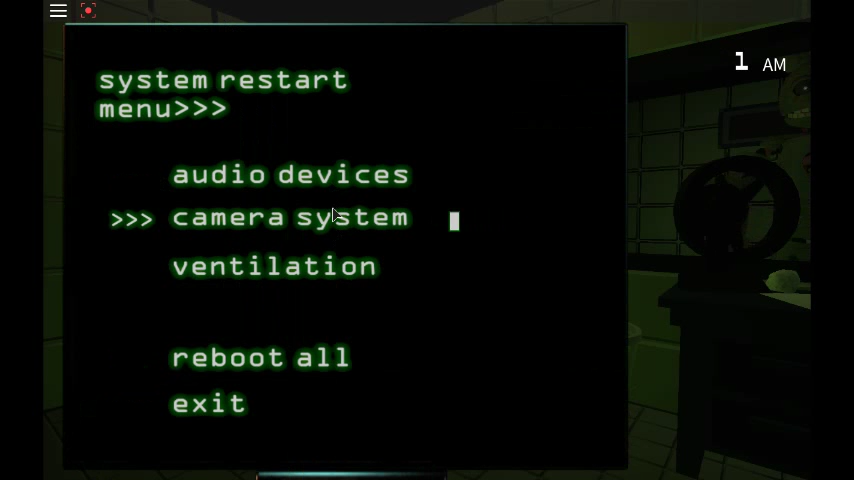 1 AM
system restart
menu>>>
audio devices
>>> camera system
ventilation
reboot all
exit